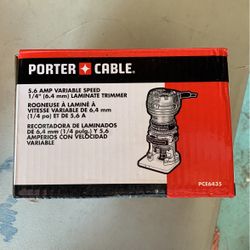 PORTER CABLE®
5.6 AMP VARIABLE SPEED
1/4" (6.4 mm) LAMINATE TRIMMER
ROGNEUSE À LAMINÉ À
VITESSE VARIABLE DE 6,4 mm
(1/4 po) ET DE 5.6 A
RECORTADORA DE LAMINADOS
DE 6,4 mm (1/4 pulg.) Y 5.6
AMPERIOS CON VELOCIDAD
VARIABLE
PCE6435